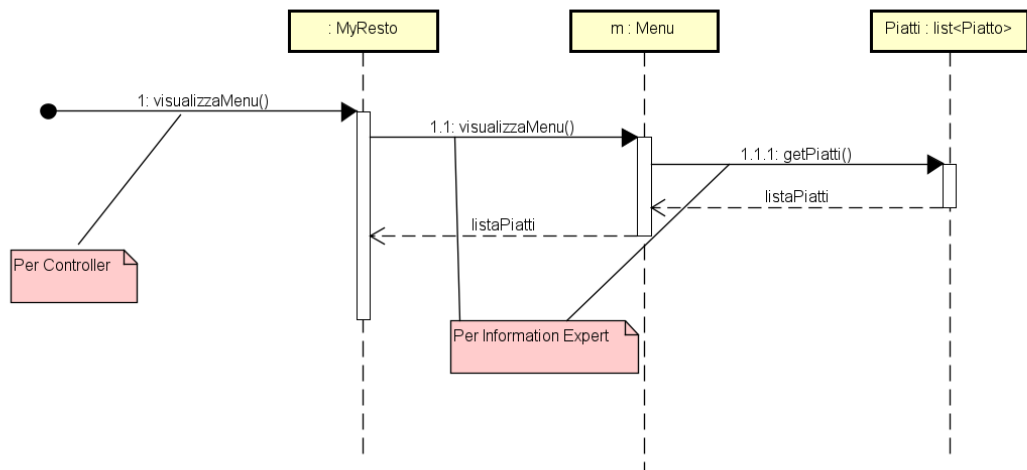 : MyResto
m : Menu
Piatti : list<Piatto>
1: visualizzaMenu()
1.1: visualizzaMenu()
1.1.1: getPiatti()
listaPiatti
listaPiatti
Per Controller
Per Information Expert